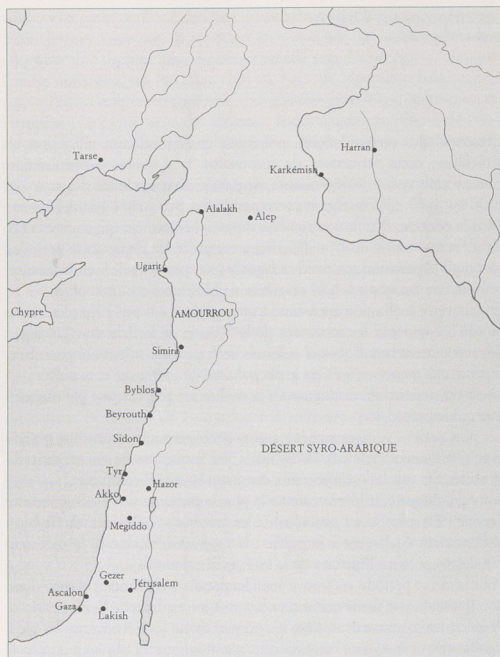 Tarse
Harran
Karkémish
Alalakh
Alep
Ugarit
Chypre
AMOURROU
Simira
Byblos
Beyrouth
Sidon
DÉSERT SYRO-ARABIQUE
Tyr
Hazor
Akko
Megiddo
Gezer
Jérusalem
Ascalon
Gaza
Lakish